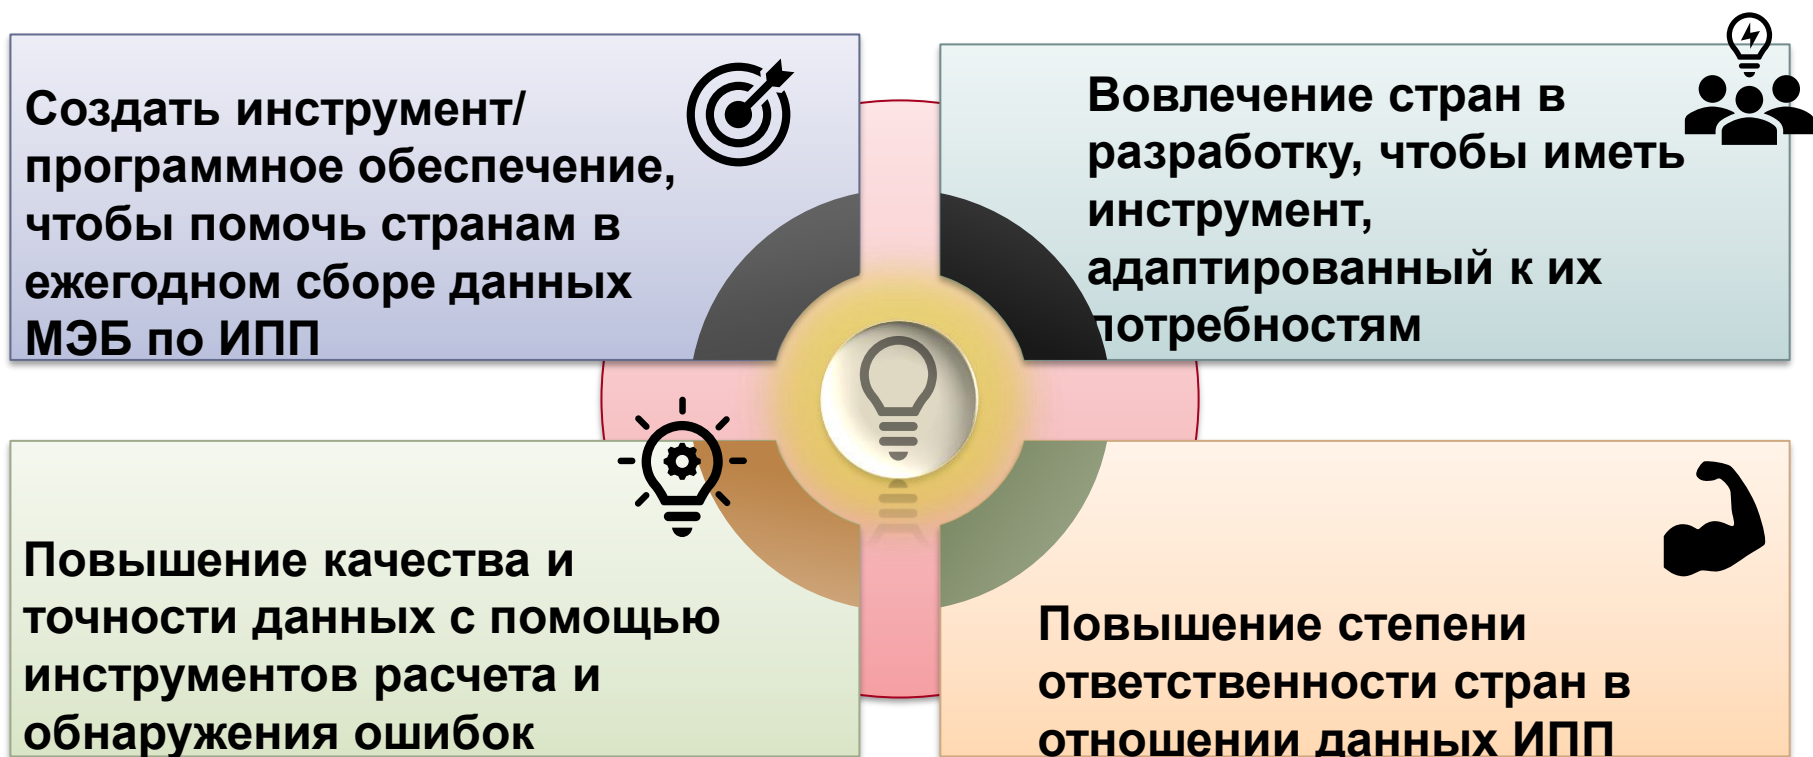 Создать инструмент/
программное обеспечение,
чтобы помочь странам в
ежегодном сборе данных
МЭБ по ИПП
Вовлечение стран в
разработку, чтобы иметь
инструмент,
адаптированный к их
потребностям
Повышение качества и
точности данных с помощью
инструментов расчета и
обнаружения ошибок
Повышение степени
ответственности стран в
отношении данных ИПП